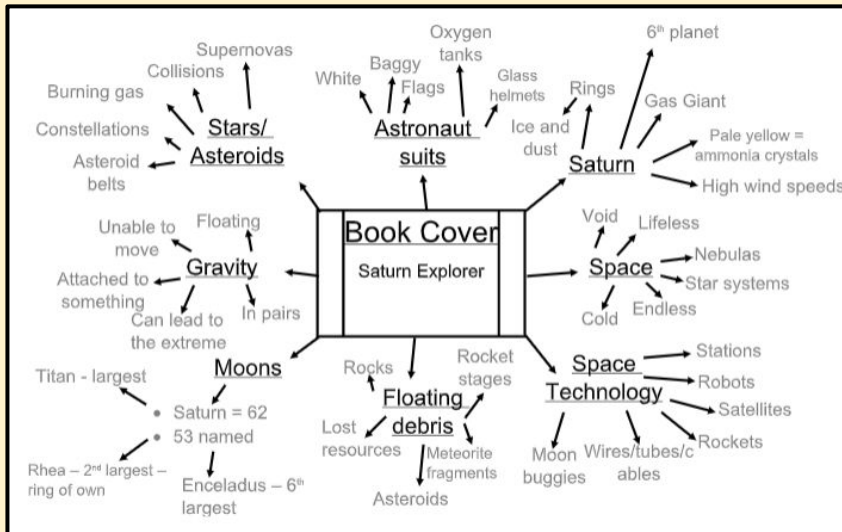 Supernovas
Collisions
Burning gas
Constellations
Asteroid
belts
Stars/
Asteroids
White
Baggy
Flags
Oxygen
tanks
Glass
helmets
Astronaut
suits
6th planet
Rings
Ice and
dust
Gas Giant
Pale yellow =
ammonia crystals
High wind speeds
Saturn
Book Cover
Saturn Explorer
Unable to
move
Floating
Attached to
something
Can lead to
the extreme
In pairs
Gravity
Void
Lifeless
Nebulas
Star systems
Endless
Cold
Space
Moons
Titan - largest
• Saturn = 62
• 53 named
Rhea – 2nd largest –
ring of own
Enceladus – 6th
largest
Rocks
Rocket
stages
Floating
debris
Lost
resources
Meteorite
fragments
Asteroids
Space
Technology
Stations
Robots
Satellites
Rockets
Wires/tubes/c
ables
Moon
buggies